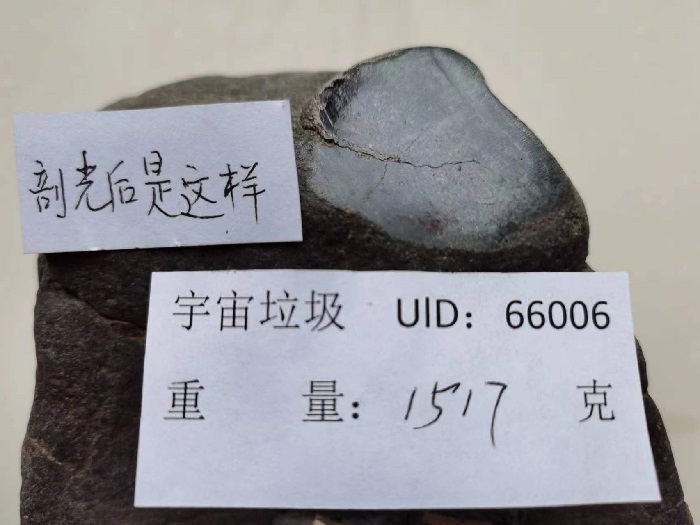 剖光后是这样
宇宙垃圾 UID：66006
重 量：1517 克